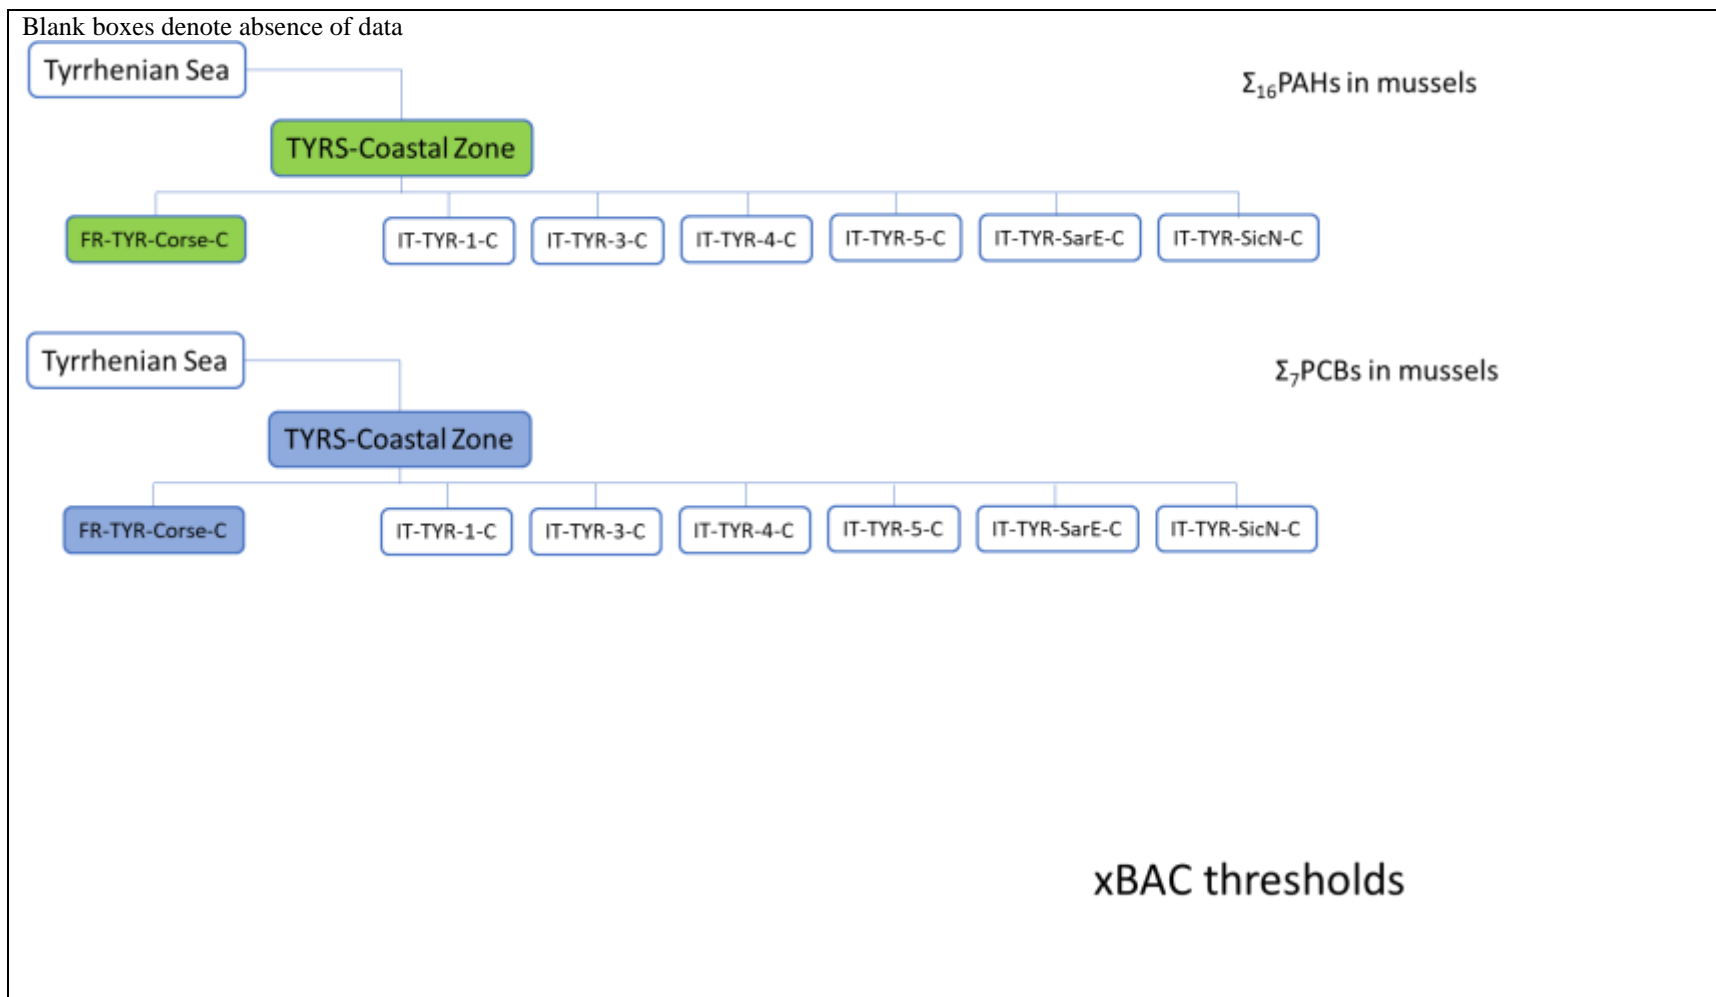 Blank boxes denote absence of data
Tyrrhenian Sea
Σ₁₆PAHs in mussels
TYRS-Coastal Zone
FR-TYR-Corse-C IT-TYR-1-C IT-TYR-3-C IT-TYR-4-C IT-TYR-5-C IT-TYR-SarE-C IT-TYR-SicN-C
Tyrrhenian Sea
Σ₇PCBs in mussels
TYRS-Coastal Zone
FR-TYR-Corse-C IT-TYR-1-C IT-TYR-3-C IT-TYR-4-C IT-TYR-5-C IT-TYR-SarE-C IT-TYR-SicN-C
xBAC thresholds